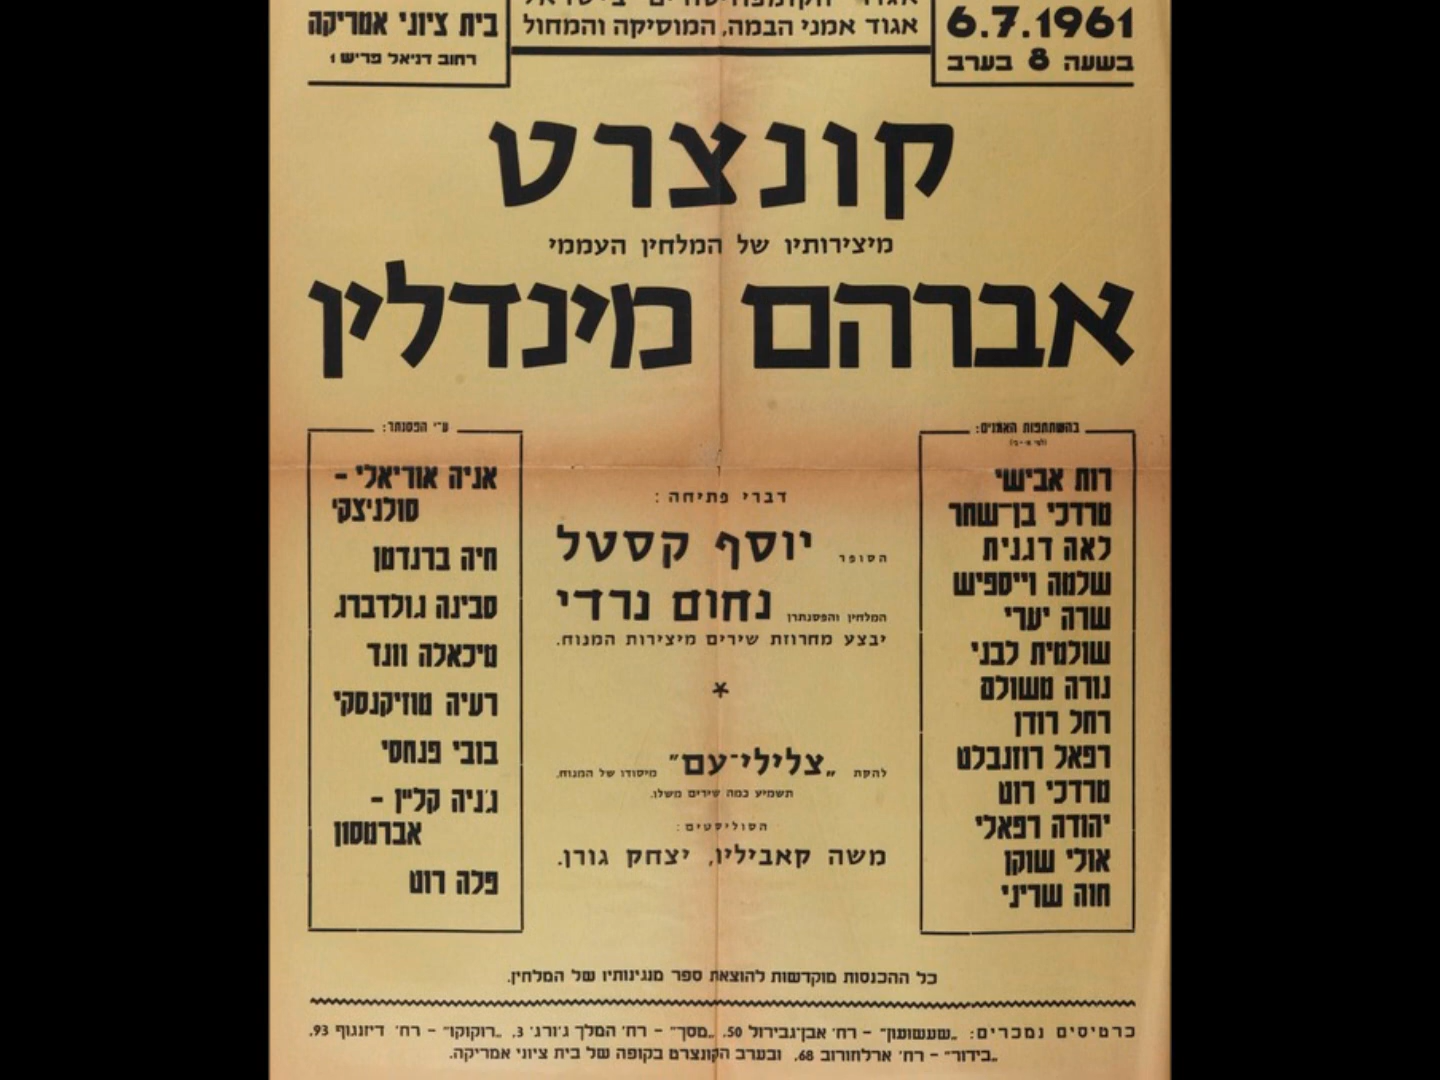 6.7.1961
בשעה 8 בערב
אגוד אמני הבמה, המוסיקה והמחול
בית ציוני אמריקה
רחוב דניאל פריש 1
קונצרט
מיצירותיו של המלחין העממי
אברהם מינדלין
בהשתתפות האמנים:
רות אבישי
מרדכי בן־שחר
לאה דגנית
שלמה וייספיש
שרה יערי
שולמית לבני
נורה משולם
רחל רודן
רפאל רוזנבלט
מרדכי רוט
יהודה רפאלי
אולי שוקן
חוה שריגי
דברי פתיחה:
הסופר יוסף קסטל
המלחין והפסנתרן נחום נרדי
יבצע מחרוזת שירים מיצירות המנוח.
*
להקת „צלילי־עם” מיסודו של המנוח,
תשמיע כמה שירים משלו.
הסוליסטים:
משה קאביליו, יצחק גורן.
ע״י הפסנתר:
אניה אוריאלי -
סולניצקי
חיה ברנדמן
סבינה גולדברג
מיכאלה וונד
רעיה מוזיקנסקי
בובי פנחסי
ג׳ניה קליין -
אברמסון
פלה רוט
כל ההכנסות מוקדשות להוצאת ספר מנגינותיו של המלחין.
כרטיסים נמכרים: „שעשועון” - רח׳ אבן־גבירול 50, „מסך” - רח׳ המלך ג׳ורג׳ 3, „רוקוקו” - רח׳ דיזנגוף 93,
„בידור” - רח׳ ארלוזורוב 68, ובערב הקונצרט בקופה של בית ציוני אמריקה.